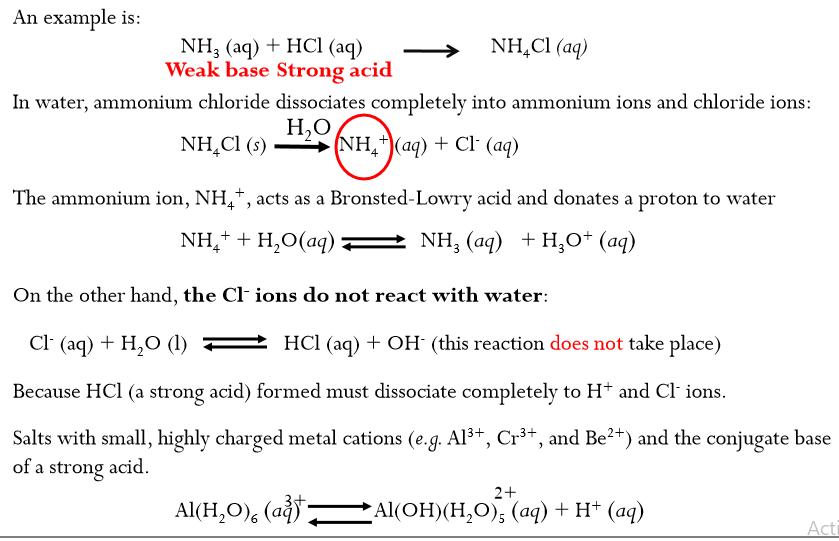 An example is:
NH₃ (aq) + HCl (aq) ⟶ NH₄Cl (aq)
Weak base Strong acid
In water, ammonium chloride dissociates completely into ammonium ions and chloride ions:
NH₄Cl (s) H₂O ⟶ NH₄⁺ (aq) + Cl⁻ (aq)
The ammonium ion, NH₄⁺, acts as a Bronsted-Lowry acid and donates a proton to water
NH₄⁺ + H₂O(aq) ⇌ NH₃ (aq) + H₃O⁺ (aq)
On the other hand, the Cl⁻ ions do not react with water:
Cl⁻ (aq) + H₂O (l) ⇌ HCl (aq) + OH⁻ (this reaction does not take place)
Because HCl (a strong acid) formed must dissociate completely to H⁺ and Cl⁻ ions.
Salts with small, highly charged metal cations (e.g. Al³⁺, Cr³⁺, and Be²⁺) and the conjugate base
of a strong acid.
Al(H₂O)₆ ³⁺ (aq) ⇌ Al(OH)(H₂O)₅ ²⁺ (aq) + H⁺ (aq)
Acti